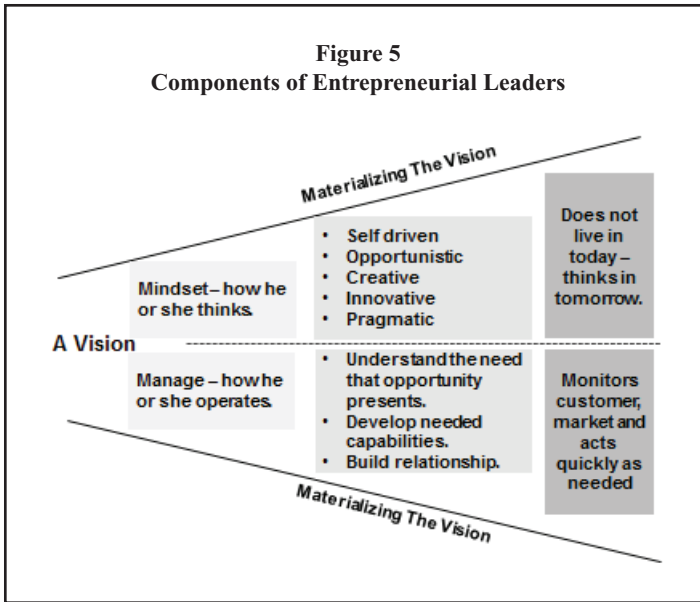 Figure 5
Components of Entrepreneurial Leaders
Materializing The Vision
A Vision
Mindset – how he
or she thinks.
• Self driven
• Opportunistic
• Creative
• Innovative
• Pragmatic
Does not
live in
today –
thinks in
tomorrow.
Manage – how he
or she operates.
• Understand the need
that opportunity
presents.
• Develop needed
capabilities.
• Build relationship.
Monitors
customer,
market and
acts
quickly as
needed
Materializing The Vision